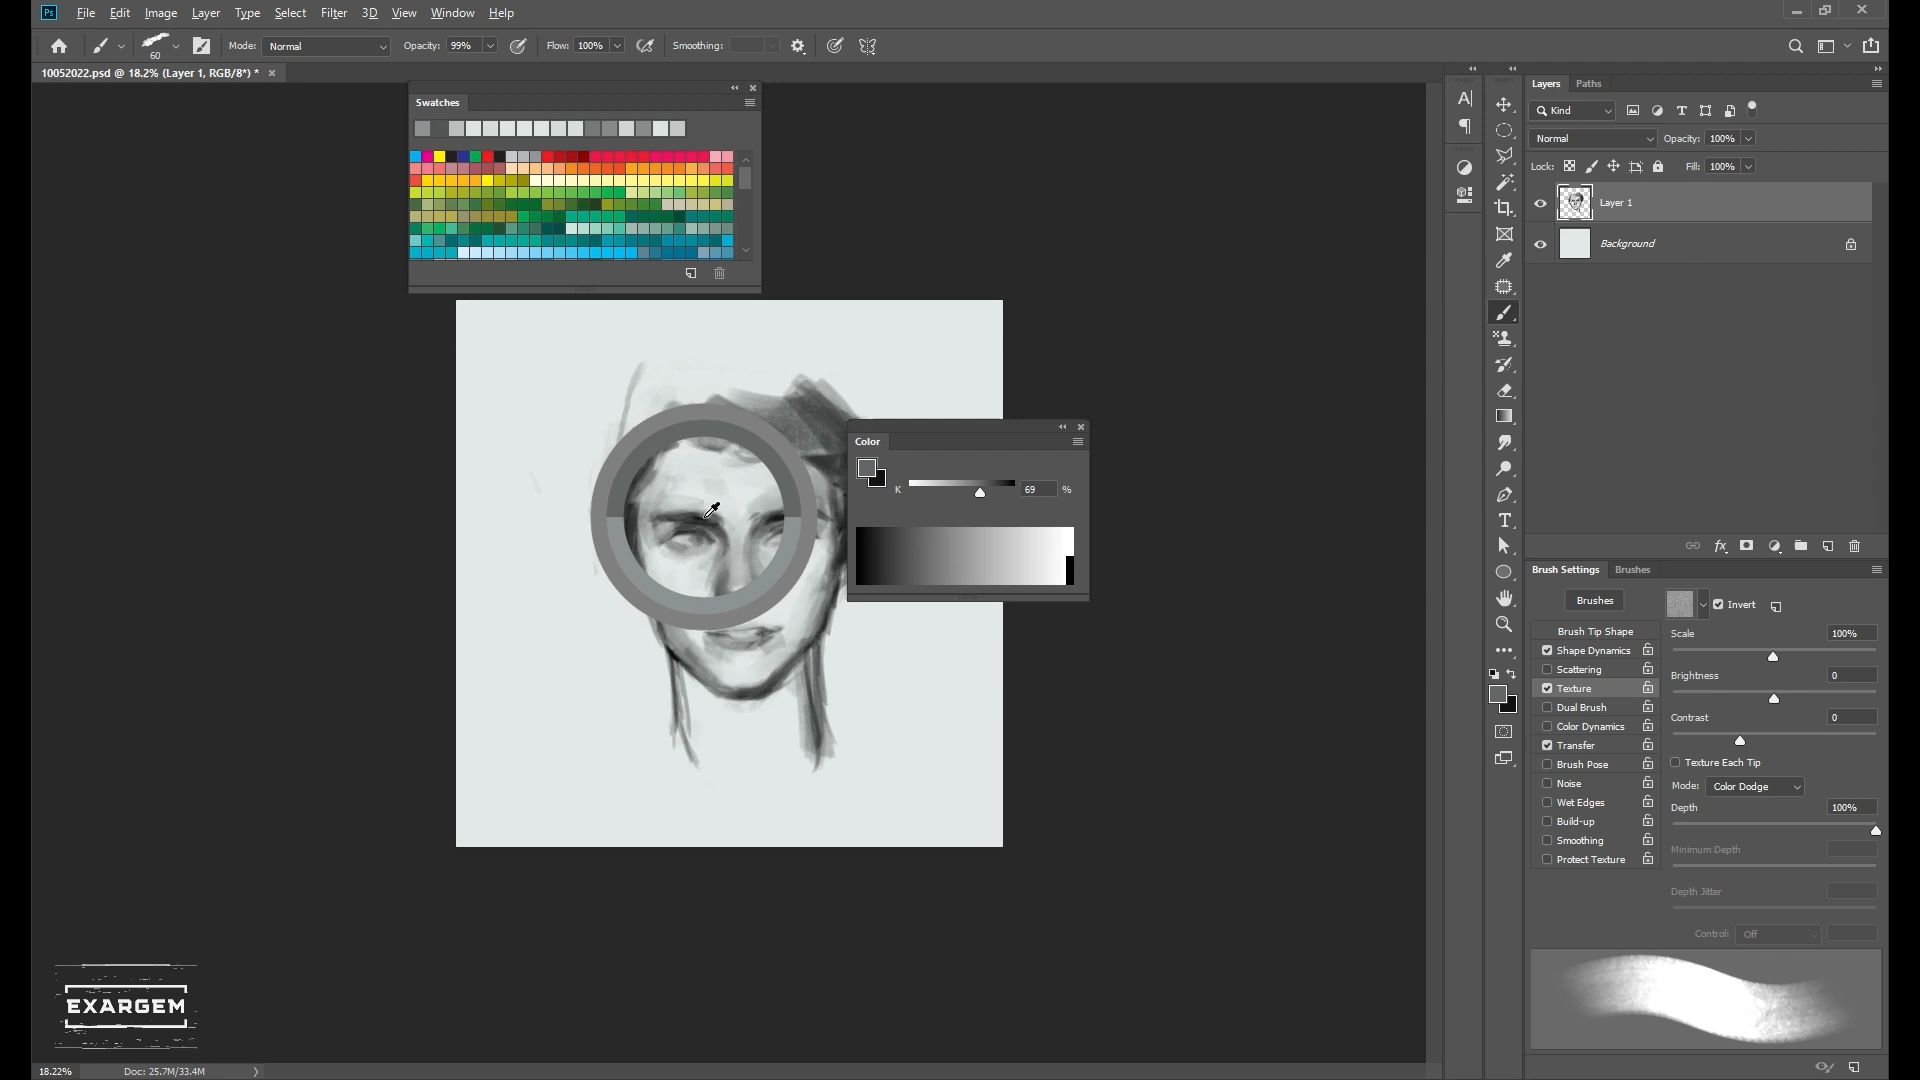 Ps File Edit Image Layer Type Select Filter 3D View Window Help
60 Mode: Normal Opacity: 99% Flow: 100% Smoothing:
10052022.psd @ 18.2% (Layer 1, RGB/8*) *
Swatches
Color
K 69 %
Layers Paths
Kind
Normal Opacity: 100%
Lock: Fill: 100%
Layer 1
Background
fx
Brush Settings Brushes
Brushes Invert
Brush Tip Shape
Shape Dynamics
Scattering
Texture
Dual Brush
Color Dynamics
Transfer
Brush Pose
Noise
Wet Edges
Build-up
Smoothing
Protect Texture
Scale 100%
Brightness 0
Contrast 0
Texture Each Tip
Mode: Color Dodge
Depth 100%
Minimum Depth
Depth Jitter
Control: Off
EXARGEM
18.22% Doc: 25.7M/33.4M